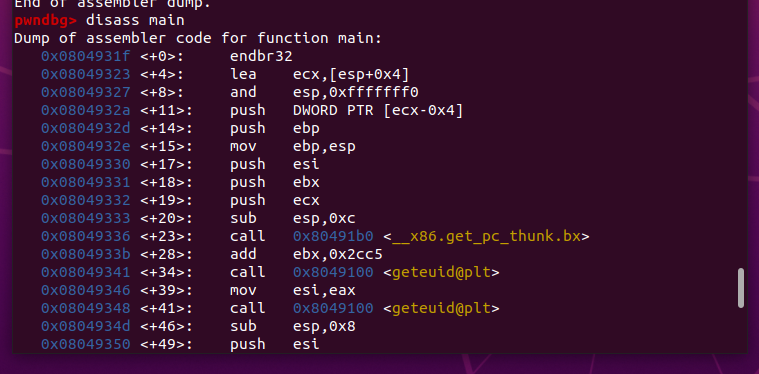 End of assembler dump.
pwndbg> disass main
Dump of assembler code for function main:
0x0804931f <+0>: endbr32
0x08049323 <+4>: lea ecx,[esp+0x4]
0x08049327 <+8>: and esp,0xfffffff0
0x0804932a <+11>: push DWORD PTR [ecx-0x4]
0x0804932d <+14>: push ebp
0x0804932e <+15>: mov ebp,esp
0x08049330 <+17>: push esi
0x08049331 <+18>: push ebx
0x08049332 <+19>: push ecx
0x08049333 <+20>: sub esp,0xc
0x08049336 <+23>: call 0x80491b0 <__x86.get_pc_thunk.bx>
0x0804933b <+28>: add ebx,0x2cc5
0x08049341 <+34>: call 0x8049100 <geteuid@plt>
0x08049346 <+39>: mov esi,eax
0x08049348 <+41>: call 0x8049100 <geteuid@plt>
0x0804934d <+46>: sub esp,0x8
0x08049350 <+49>: push esi